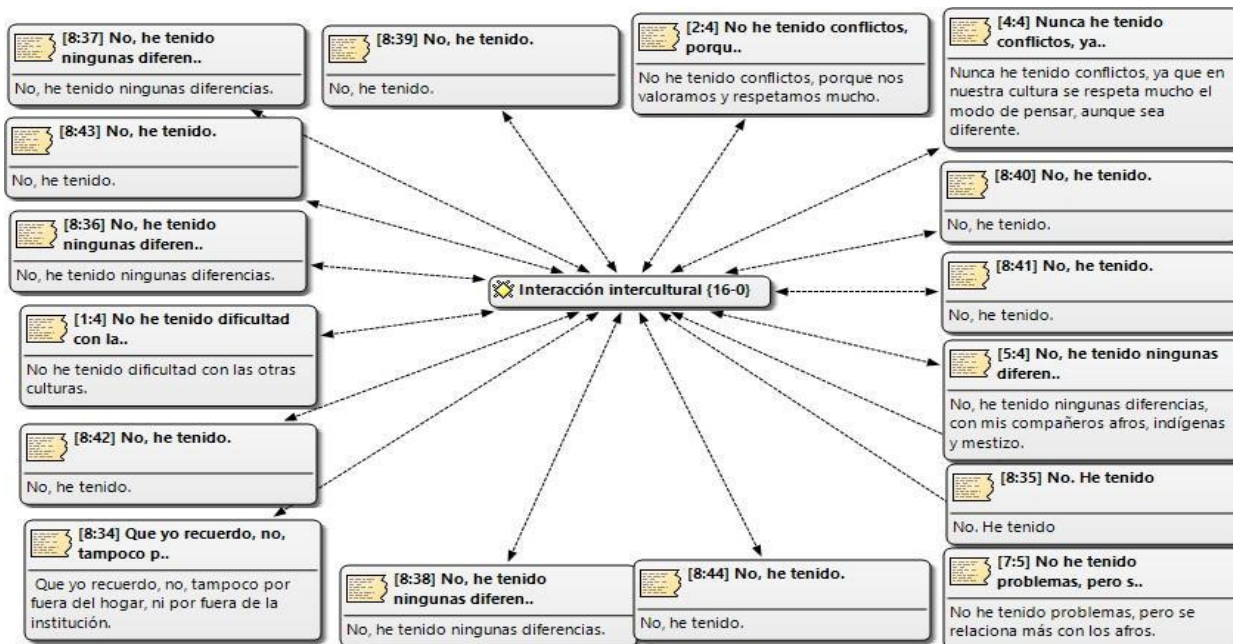 [8:37] No, he tenido
ningunas diferen..
No, he tenido ningunas diferencias.
[8:39] No, he tenido.
No, he tenido.
[2:4] No he tenido conflictos,
porqu..
No he tenido conflictos, porque nos
valoramos y respetamos mucho.
[4:4] Nunca he tenido
conflictos, ya..
Nunca he tenido conflictos, ya que en
nuestra cultura se respeta mucho el
modo de pensar, aunque sea
diferente.
[8:43] No, he tenido.
No, he tenido.
[8:40] No, he tenido.
No, he tenido.
[8:36] No, he tenido
ningunas diferen..
No, he tenido ningunas diferencias.
Interacción intercultural {16-0}
[8:41] No, he tenido.
No, he tenido.
[1:4] No he tenido dificultad
con la..
No he tenido dificultad con las otras
culturas.
[5:4] No, he tenido ningunas
diferen..
No, he tenido ningunas diferencias,
con mis compañeros afros, indígenas
y mestizo.
[8:42] No, he tenido.
No, he tenido.
[8:35] No. He tenido
No. He tenido
[8:34] Que yo recuerdo, no,
tampoco p..
Que yo recuerdo, no, tampoco por
fuera del hogar, ni por fuera de la
institución.
[8:38] No, he tenido
ningunas diferen..
No, he tenido ningunas diferencias.
[8:44] No, he tenido.
No, he tenido.
[7:5] No he tenido
problemas, pero s..
No he tenido problemas, pero se
relaciona más con los afros.